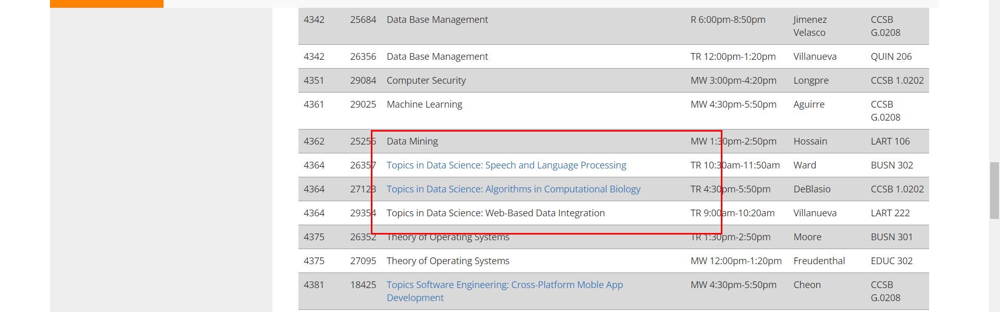 4342 25684 Data Base Management R 6:00pm-8:50pm Jimenez Velasco CCSB G.0208
4342 26356 Data Base Management TR 12:00pm-1:20pm Villanueva QUIN 206
4351 29084 Computer Security MW 3:00pm-4:20pm Longpre CCSB 1.0202
4361 29025 Machine Learning MW 4:30pm-5:50pm Aguirre CCSB G.0208
4362 25256 Data Mining MW 1:30pm-2:50pm Hossain LART 106
4364 26357 Topics in Data Science: Speech and Language Processing TR 10:30am-11:50am Ward BUSN 302
4364 27123 Topics in Data Science: Algorithms in Computational Biology TR 4:30pm-5:50pm DeBlasio CCSB 1.0202
4364 29354 Topics in Data Science: Web-Based Data Integration TR 9:00am-10:20am Villanueva LART 222
4375 26352 Theory of Operating Systems TR 1:30pm-2:50pm Moore BUSN 301
4375 27095 Theory of Operating Systems MW 12:00pm-1:20pm Freudenthal EDUC 302
4381 18425 Topics Software Engineering: Cross-Platform Moble App Development MW 4:30pm-5:50pm Cheon CCSB G.0208